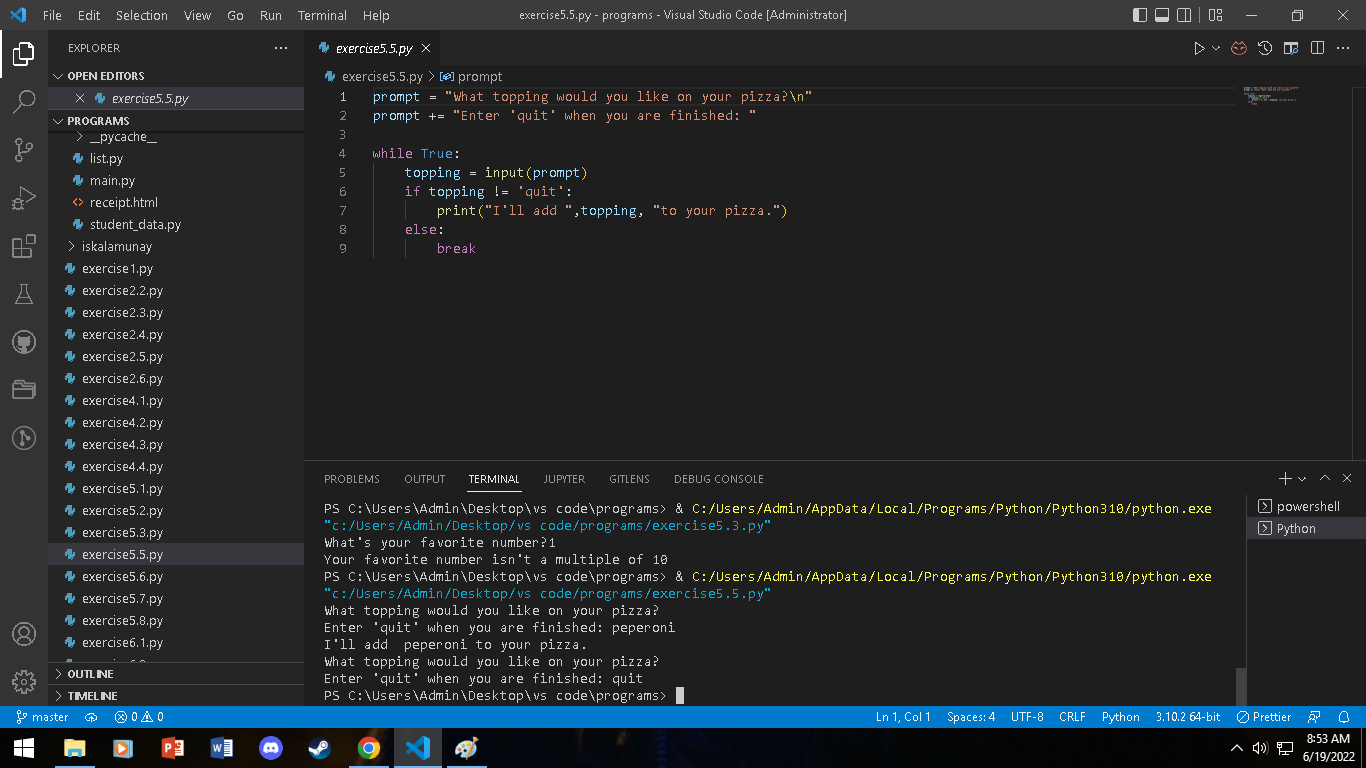 File Edit Selection View Go Run Terminal Help exercise5.5.py - programs - Visual Studio Code [Administrator]
EXPLORER
OPEN EDITORS
exercise5.5.py
PROGRAMS
__pycache__
list.py
main.py
receipt.html
student_data.py
iskalamunay
exercise1.py
exercise2.2.py
exercise2.3.py
exercise2.4.py
exercise2.5.py
exercise2.6.py
exercise4.1.py
exercise4.2.py
exercise4.3.py
exercise4.4.py
exercise5.1.py
exercise5.2.py
exercise5.3.py
exercise5.5.py
exercise5.6.py
exercise5.7.py
exercise5.8.py
exercise6.1.py
OUTLINE
TIMELINE
exercise5.5.py
exercise5.5.py > prompt
1 prompt = "What topping would you like on your pizza?\n"
2 prompt += "Enter 'quit' when you are finished: "
3
4 while True:
5     topping = input(prompt)
6     if topping != 'quit':
7         print("I'll add ",topping, "to your pizza.")
8     else:
9         break
PROBLEMS OUTPUT TERMINAL JUPYTER GITLENS DEBUG CONSOLE
PS C:\Users\Admin\Desktop\vs code\programs> & C:/Users/Admin/AppData/Local/Programs/Python/Python310/python.exe
"c:/Users/Admin/Desktop/vs code/programs/exercise5.3.py"
What's your favorite number?1
Your favorite number isn't a multiple of 10
PS C:\Users\Admin\Desktop\vs code\programs> & C:/Users/Admin/AppData/Local/Programs/Python/Python310/python.exe
"c:/Users/Admin/Desktop/vs code/programs/exercise5.5.py"
What topping would you like on your pizza?
Enter 'quit' when you are finished: peperoni
I'll add  peperoni to your pizza.
What topping would you like on your pizza?
Enter 'quit' when you are finished: quit
PS C:\Users\Admin\Desktop\vs code\programs>
powershell
Python
master 0 0 Ln 1, Col 1 Spaces: 4 UTF-8 CRLF Python 3.10.2 64-bit Prettier
8:53 AM
6/19/2022